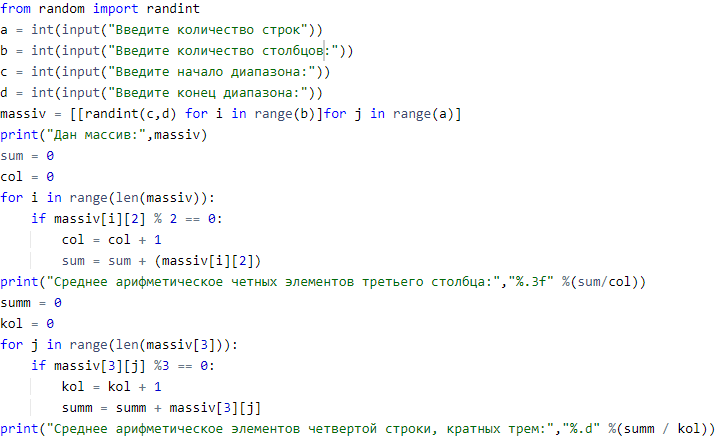 from random import randint
a = int(input("Введите количество строк"))
b = int(input("Введите количество столбцов:"))
c = int(input("Введите начало диапазона:"))
d = int(input("Введите конец диапазона:"))
massiv = [[randint(c,d) for i in range(b)]for j in range(a)]
print("Дан массив:",massiv)
sum = 0
col = 0
for i in range(len(massiv)):
    if massiv[i][2] % 2 == 0:
        col = col + 1
        sum = sum + (massiv[i][2])
print("Среднее арифметическое четных элементов третьего столбца:","%.3f" %(sum/col))
summ = 0
kol = 0
for j in range(len(massiv[3])):
    if massiv[3][j] %3 == 0:
        kol = kol + 1
        summ = summ + massiv[3][j]
print("Среднее арифметическое элементов четвертой строки, кратных трем:","%.d" %(summ / kol))